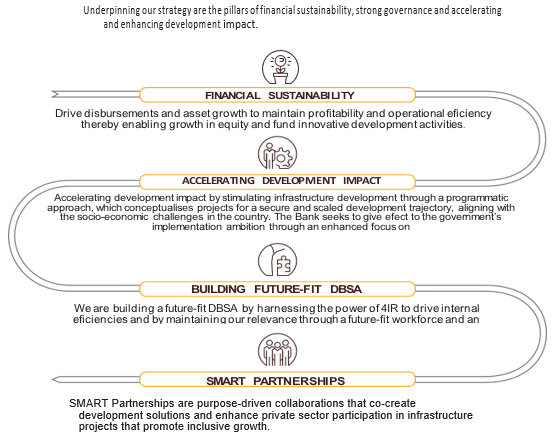 Underpinning our strategy are the pillars of financial sustainability, strong governance and accelerating
and enhancing development impact.
FINANCIAL SUSTAINABILITY
Drive disbursements and asset growth to maintain profitability and operational eficiency
thereby enabling growth in equity and fund innovative development activities.
ACCELERATING DEVELOPMENT IMPACT
Accelerating development impact by stimulating infrastructure development through a programmatic
approach, which conceptualises projects for a secure and scaled development trajectory, aligning with
the socio-economic challenges in the country. The Bank seeks to give efect to the government's
implementation ambition through an enhanced focus on
BUILDING FUTURE-FIT DBSA
We are building a future-fit DBSA by harnessing the power of 4IR to drive internal
eficiencies and by maintaining our relevance through a future-fit workforce and an
SMART PARTNERSHIPS
SMART Partnerships are purpose-driven collaborations that co-create
development solutions and enhance private sector participation in infrastructure
projects that promote inclusive growth.